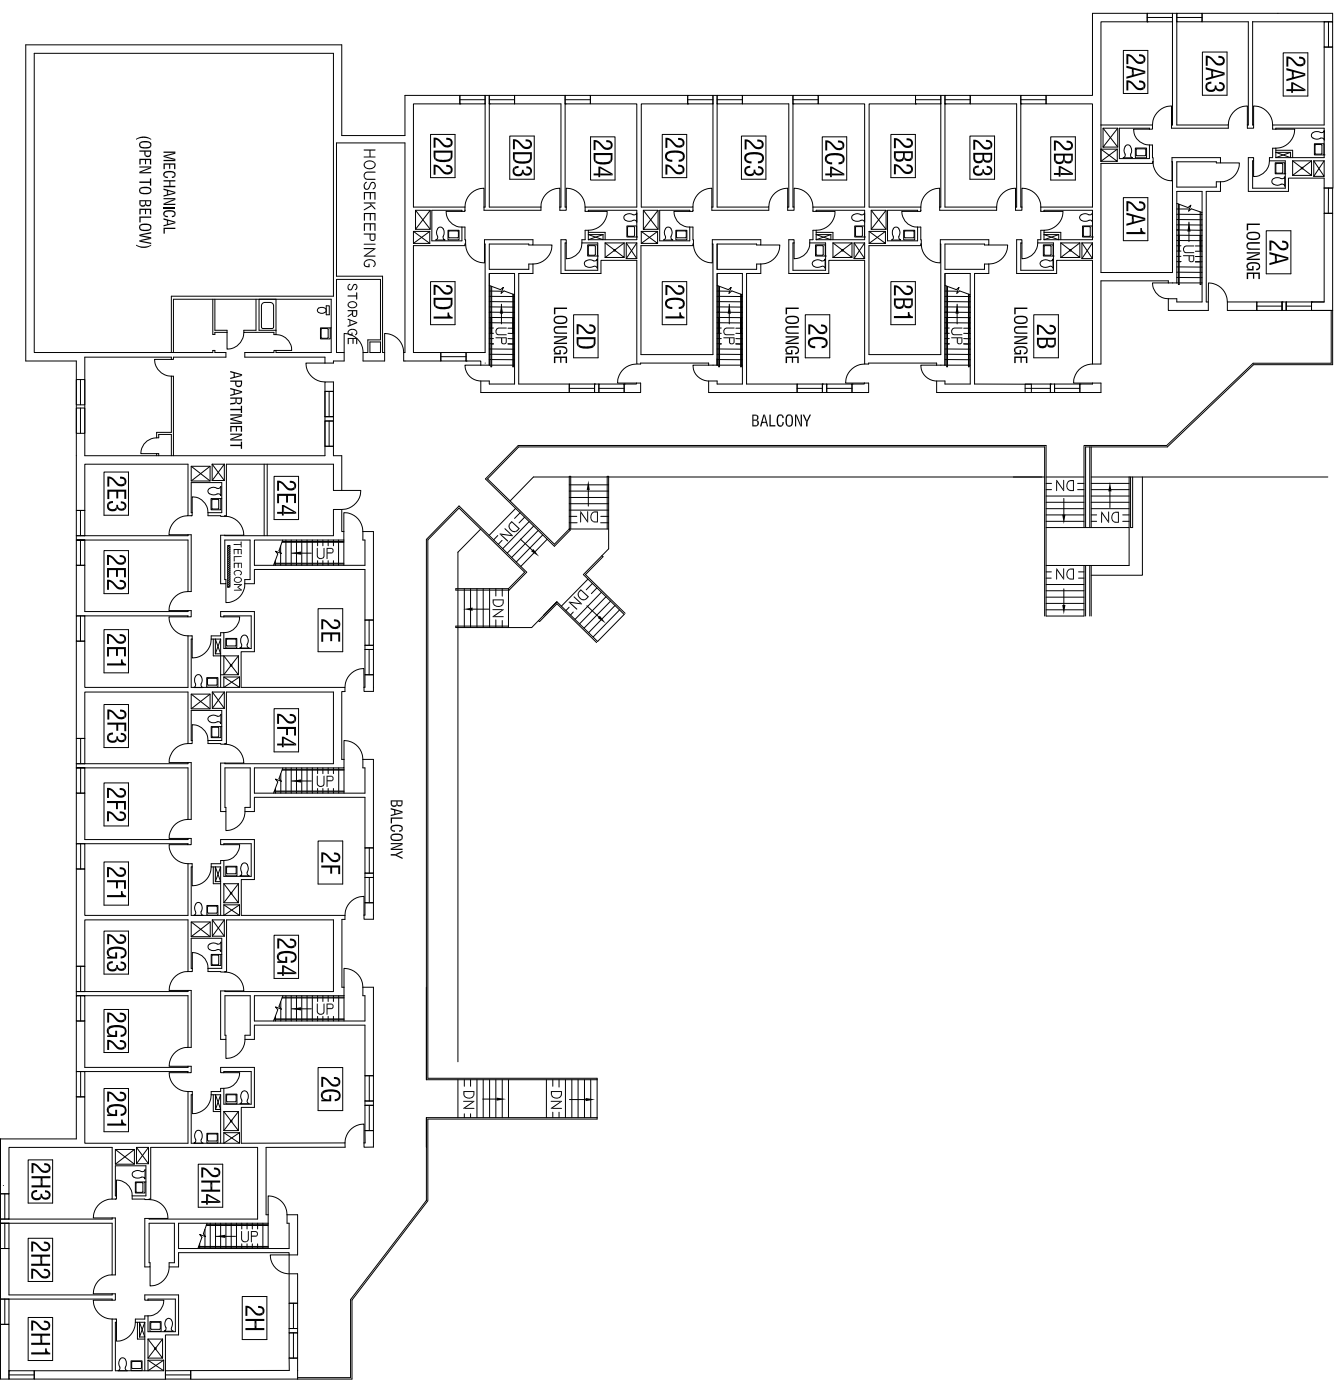 2A2
2A3
2A4
2A1
UP
2A
LOUNGE
MECHANICAL
(OPEN TO BELOW)
HOUSEKEEPING
STORAGE
2D2
2D3
2D4
2C2
2C3
2C4
2B2
2B3
2B4
2D1
UP
2D
LOUNGE
2C1
UP
2C
LOUNGE
2B1
UP
2B
LOUNGE
APARTMENT
BALCONY
2E3
2E4
UP
TELECOM
2E2
2E1
2E
DN
DN
DN
DN
DN
DN
DN
2F3
2F4
UP
2F2
2F1
2F
BALCONY
2G3
2G4
UP
2G2
2G1
2G
DN
DN
2H3
2H4
UP
2H2
2H1
2H